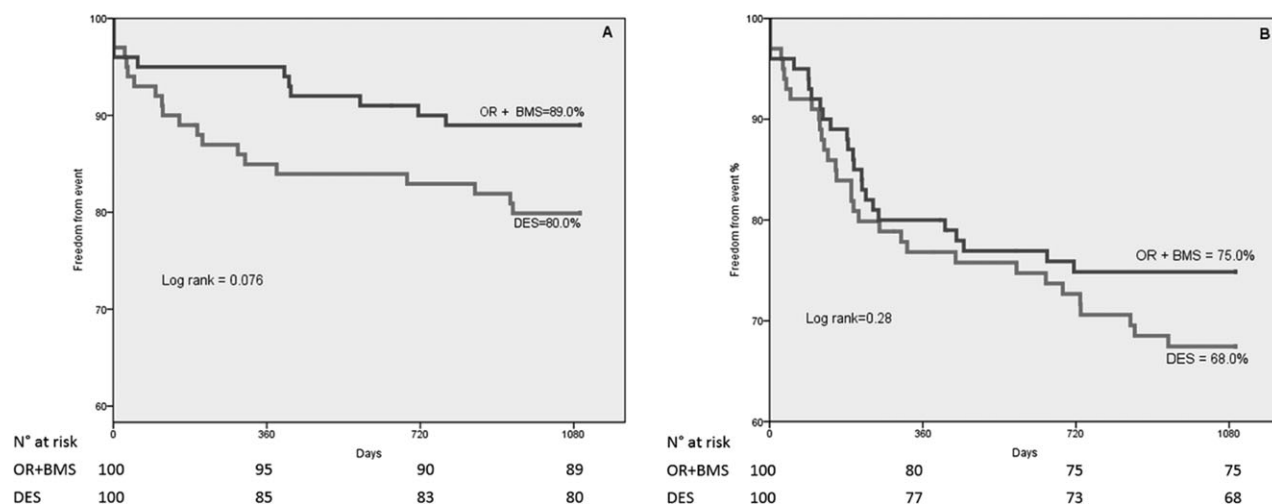 A
100
90
80
70
60
Freedom from event
OR + BMS=89.0%
DES=80.0%
Log rank = 0.076
0
360
720
1080
Days
N° at risk
OR+BMS 100 95 90 89
DES 100 85 83 80
B
100
90
80
70
60
Freedom from event %
OR + BMS = 75.0%
DES = 68.0%
Log rank=0.28
0
360
720
1080
Days
N° at risk
OR+BMS 100 80 75 75
DES 100 77 73 68